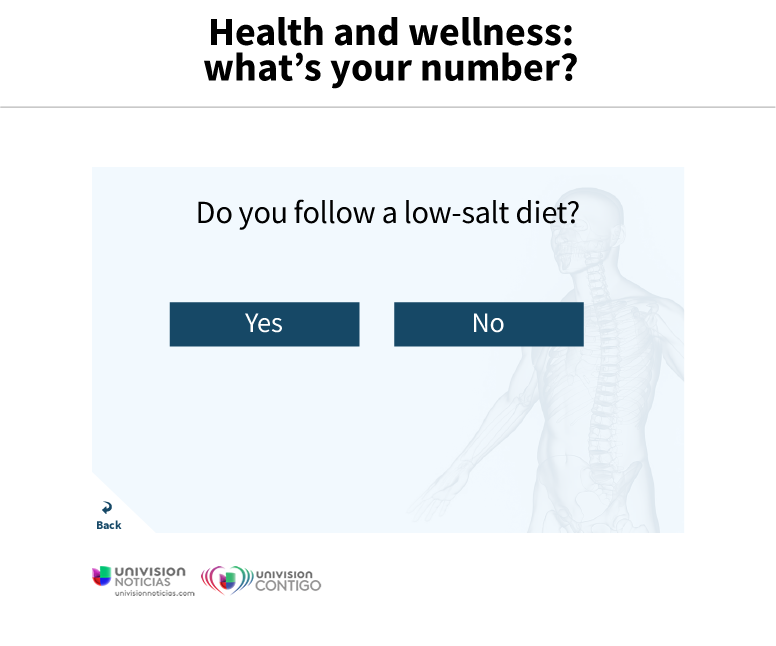 Health and wellness:
what’s your number?
Do you follow a low-salt diet?
Yes
No
Back
UNIVISION
NOTICIAS
univisionnoticias.com
UNIVISION
CONTIGO